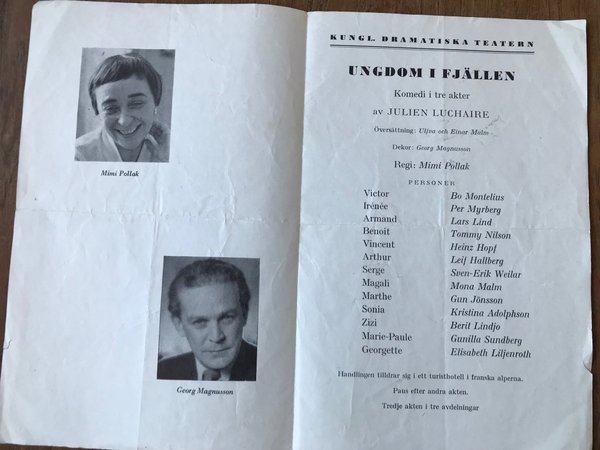 Mimi Pollak
Georg Magnusson
KUNGL. DRAMATISKA TEATERN
UNGDOM I FJÄLLEN
Komedi i tre akter
av JULIEN LUCHAIRE
Översättning: Ulfva och Einar Malm
Dekor: Georg Magnusson
Regi: Mimi Pollak
PERSONER
Victor Bo Montelius
Irénée Per Myrberg
Armand Lars Lind
Benoit Tommy Nilson
Vincent Heinz Hopf
Arthur Leif Hallberg
Serge Sven-Erik Weilar
Magali Mona Malm
Marthe Gun Jönsson
Sonia Kristina Adolphson
Zizi Berit Lindjo
Marie-Paule Gunilla Sundberg
Georgette Elisabeth Liljenroth
Handlingen tilldrar sig i ett turisthotell i franska alperna.
Paus efter andra akten.
Tredje akten i tre avdelningar